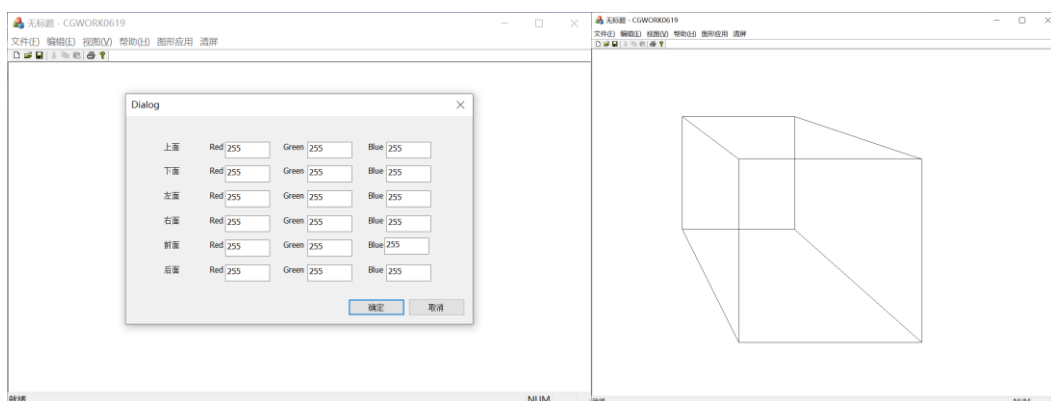 无标题 - CGWORK0619
文件(F) 编辑(E) 视图(V) 帮助(H) 图形应用 清屏
Dialog
上面 Red 255 Green 255 Blue 255
下面 Red 255 Green 255 Blue 255
左面 Red 255 Green 255 Blue 255
右面 Red 255 Green 255 Blue 255
前面 Red 255 Green 255 Blue 255
后面 Red 255 Green 255 Blue 255
确定 取消
就绪 NUM
无标题 - CGWORK0619
文件(F) 编辑(E) 视图(V) 帮助(H) 图形应用 清屏